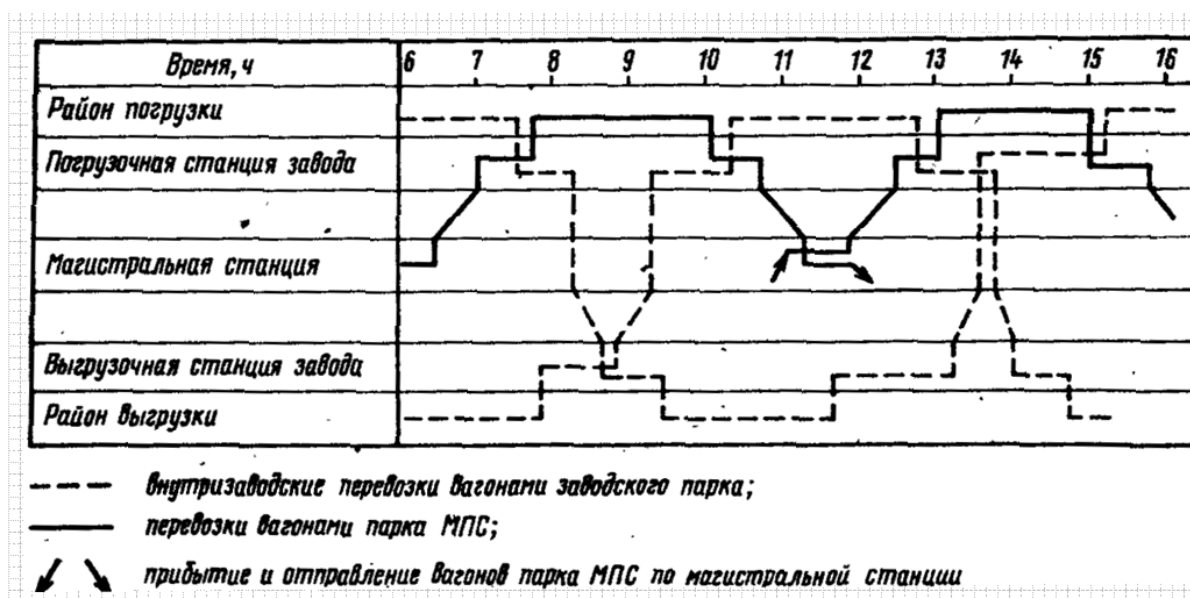 Время, ч 6 7 8 9 10 11 12 13 14 15 16
Район погрузки
Погрузочная станция завода
Магистральная станция
Выгрузочная станция завода
Район выгрузки
внутризаводские перевозки вагонами заводского парка;
перевозки вагонами парка МПС;
прибытие и отправление вагонов парка МПС по магистральной станции